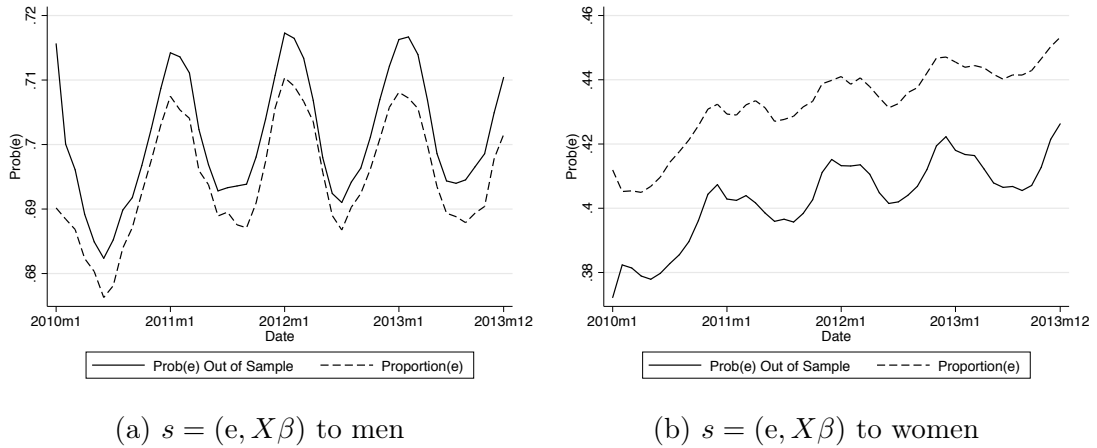 .72
.71
.7
.69
.68
Prob(e)
2010m1 2011m1 2012m1 2013m1 2013m12
Date
Prob(e) Out of Sample Proportion(e)
(a) s = (e, Xβ) to men
.46
.44
.42
.4
.38
Prob(e)
2010m1 2011m1 2012m1 2013m1 2013m12
Date
Prob(e) Out of Sample Proportion(e)
(b) s = (e, Xβ) to women